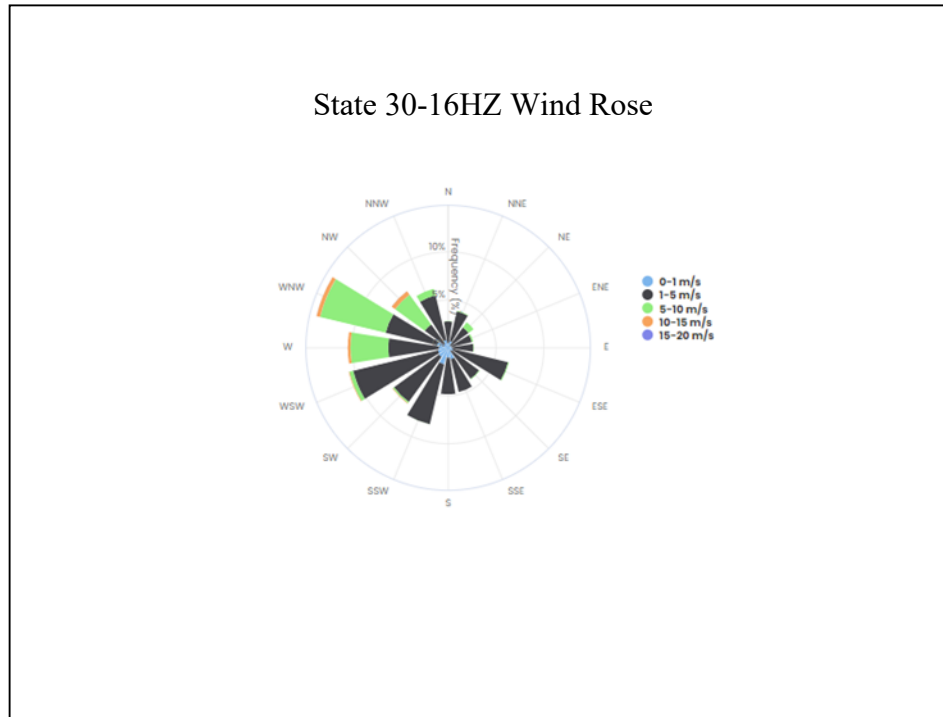 State 30-16HZ Wind Rose
N
NNW
NNE
NW
NE
10%
Frequency (%)
WNW
ENE
5%
0-1 m/s
1-5 m/s
5-10 m/s
10-15 m/s
15-20 m/s
W
E
WSW
ESE
SW
SE
SSW
SSE
S